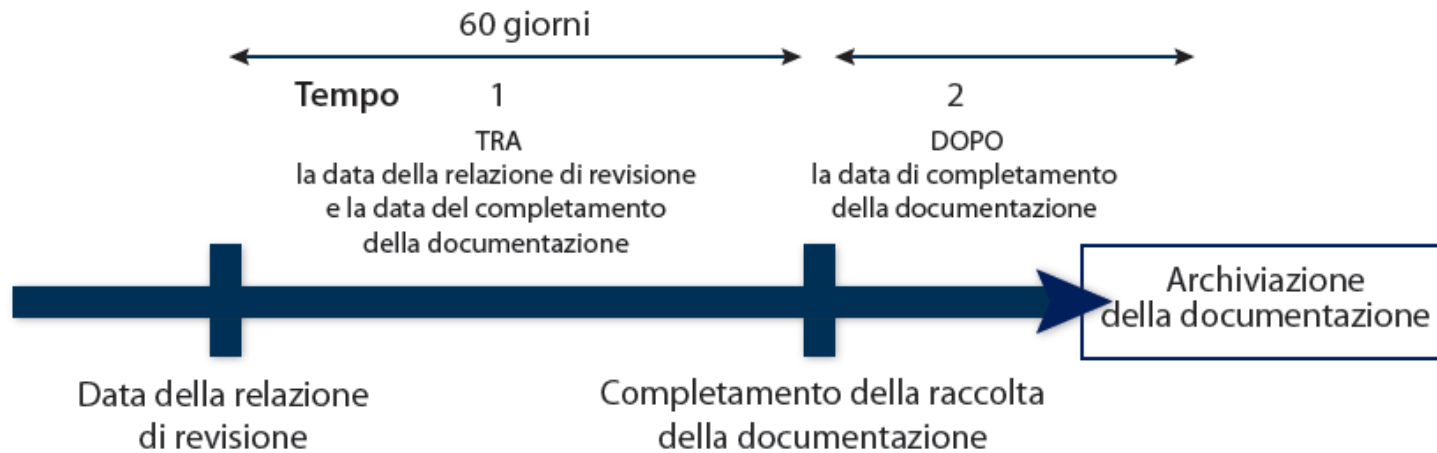 60 giorni
Tempo 1 2
TRA
la data della relazione di revisione
e la data del completamento
della documentazione
DOPO
la data di completamento
della documentazione
Archiviazione
della documentazione
Data della relazione
di revisione
Completamento della raccolta
della documentazione